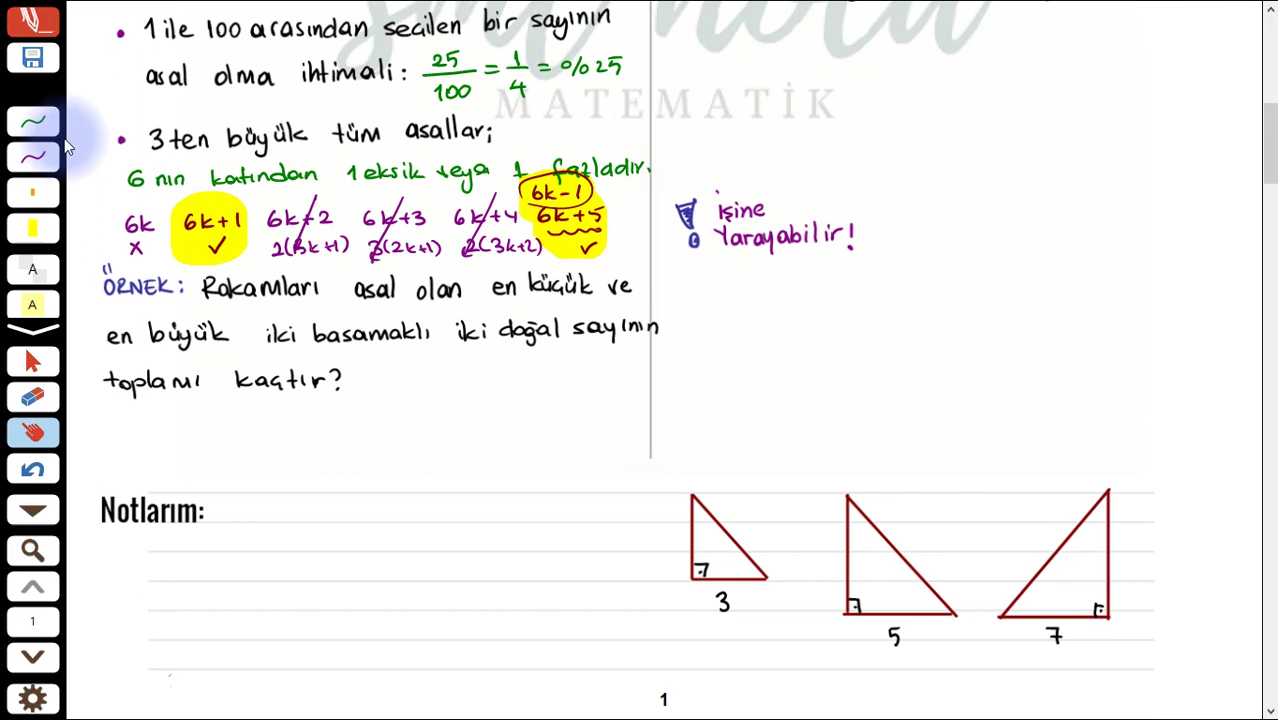 • 1 ile 100 arasından seçilen bir sayının
asal olma ihtimali: 25/100 = 1/4 = %25
MATEMATİK
• 3ten büyük tüm asallar;
6 nın katından 1 eksik veya 1 fazladır.
6k-1
6k 6k+1 6k+2 6k+3 6k+4 6k+5
x ✓ 2(3k+1) 3(2k+1) 2(3k+2) ✓
işine
Yarayabilir!
ÖRNEK: Rakamları asal olan en küçük ve
en büyük iki basamaklı iki doğal sayının
toplamı kaçtır?
Notlarım:
3
5
7
A
A
1
1